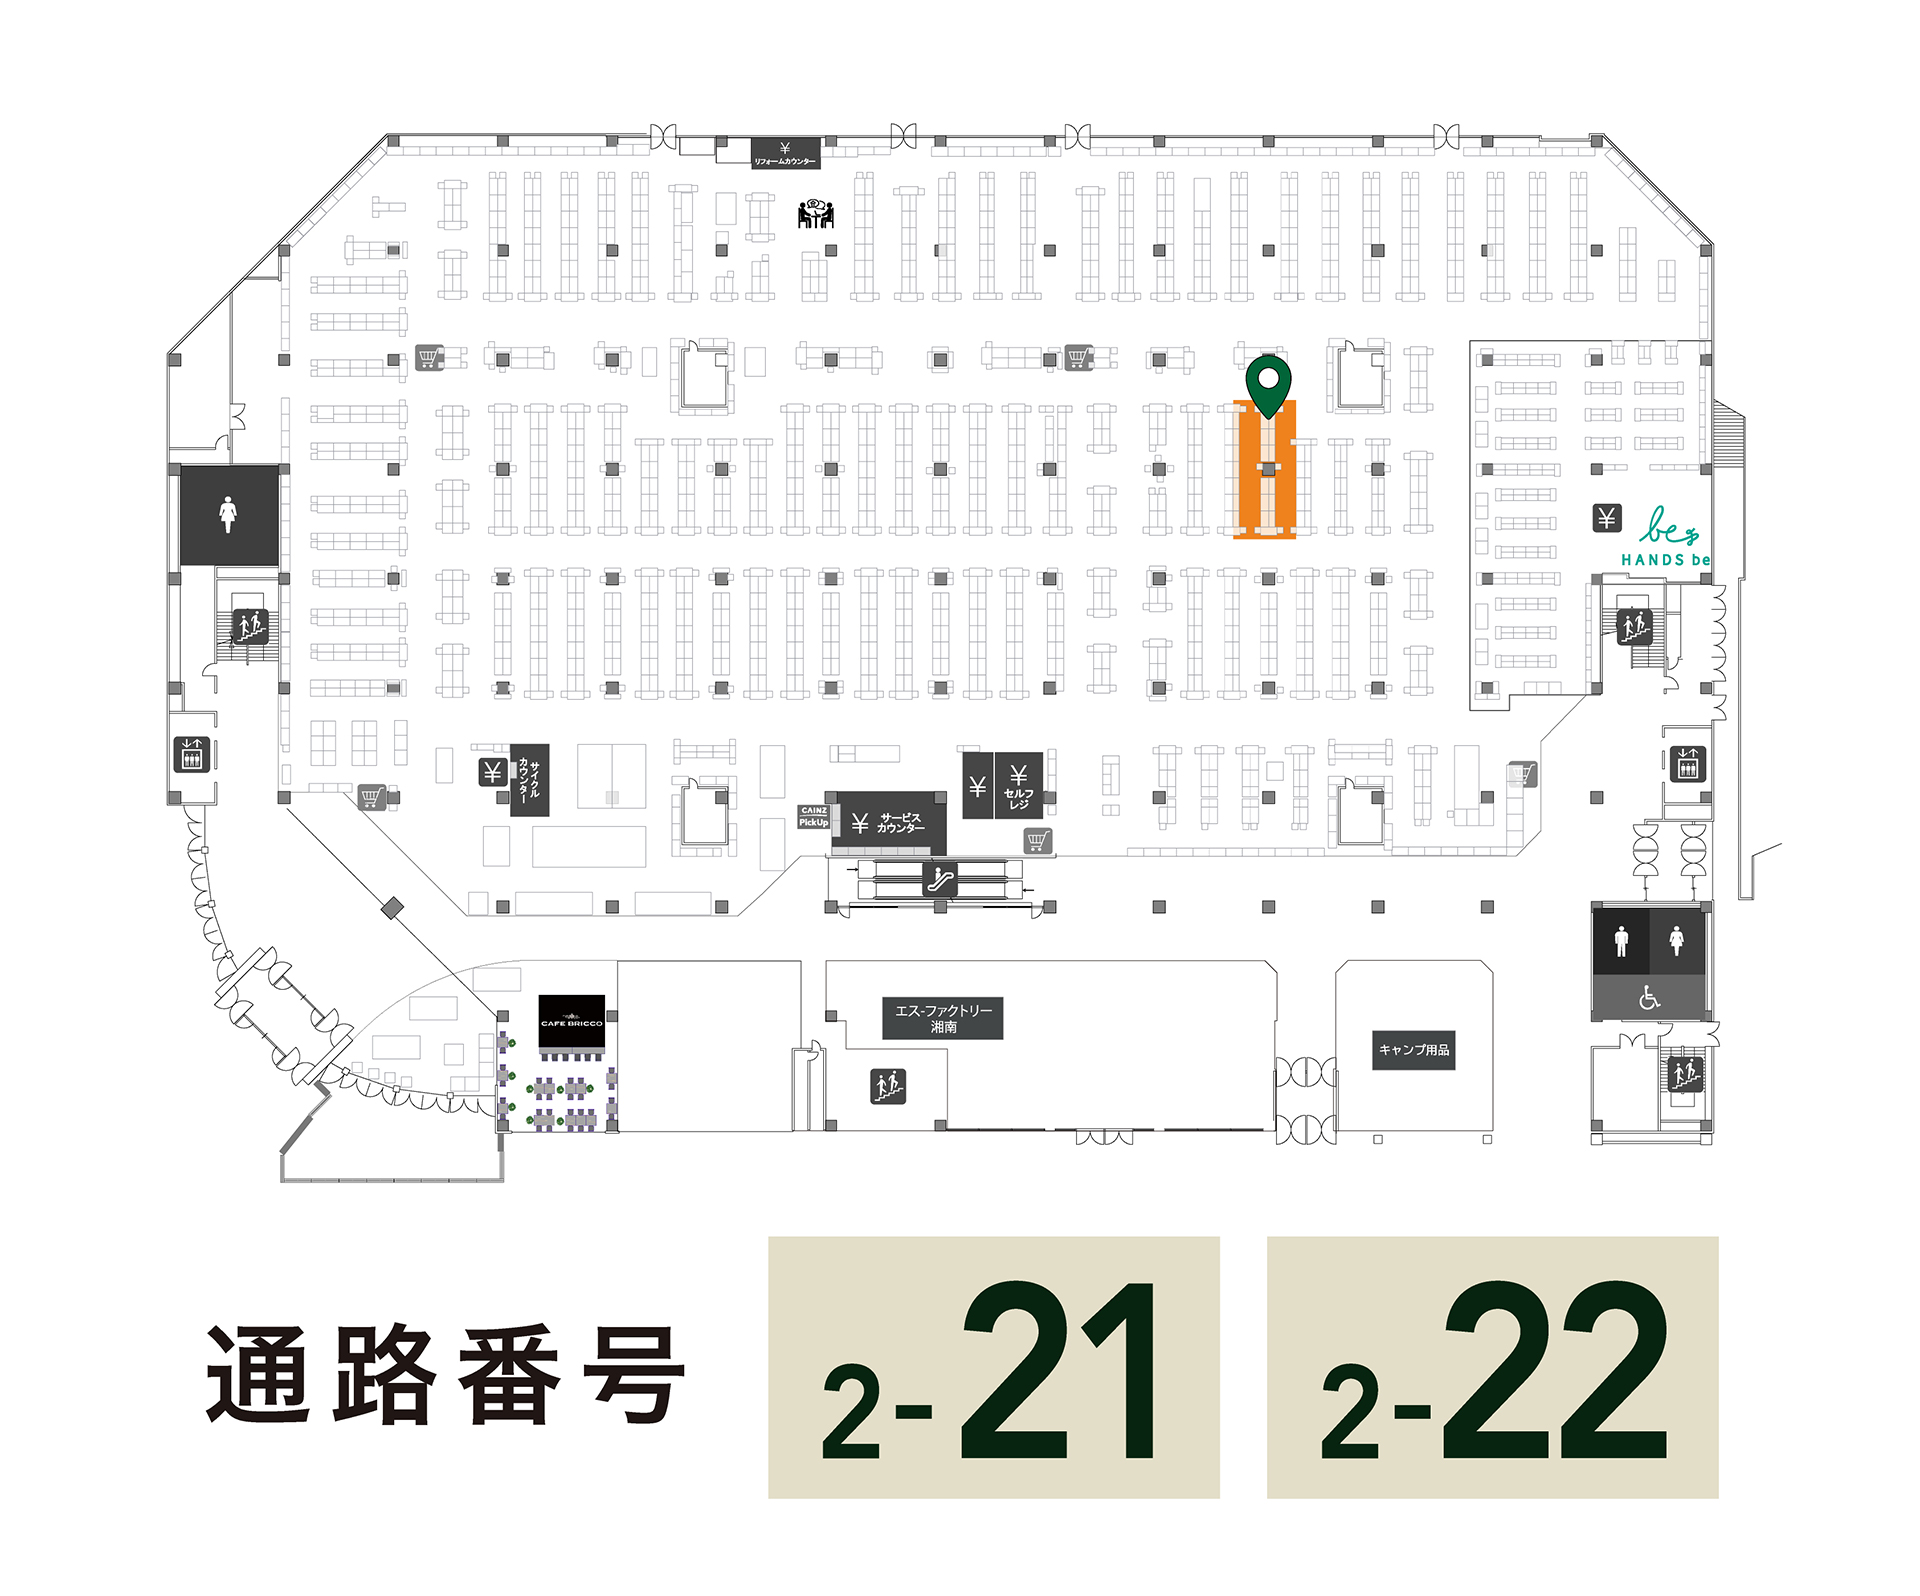 ¥
リフォームカウンター
¥
be
HANDS be
¥
サイクル
カウンター
¥
¥
セルフ
レジ
CAINZ
PickUp
¥
サービス
カウンター
CAFE BRICCO
エス-ファクトリー
湘南
キャンプ用品
通路番号
2-21
2-22